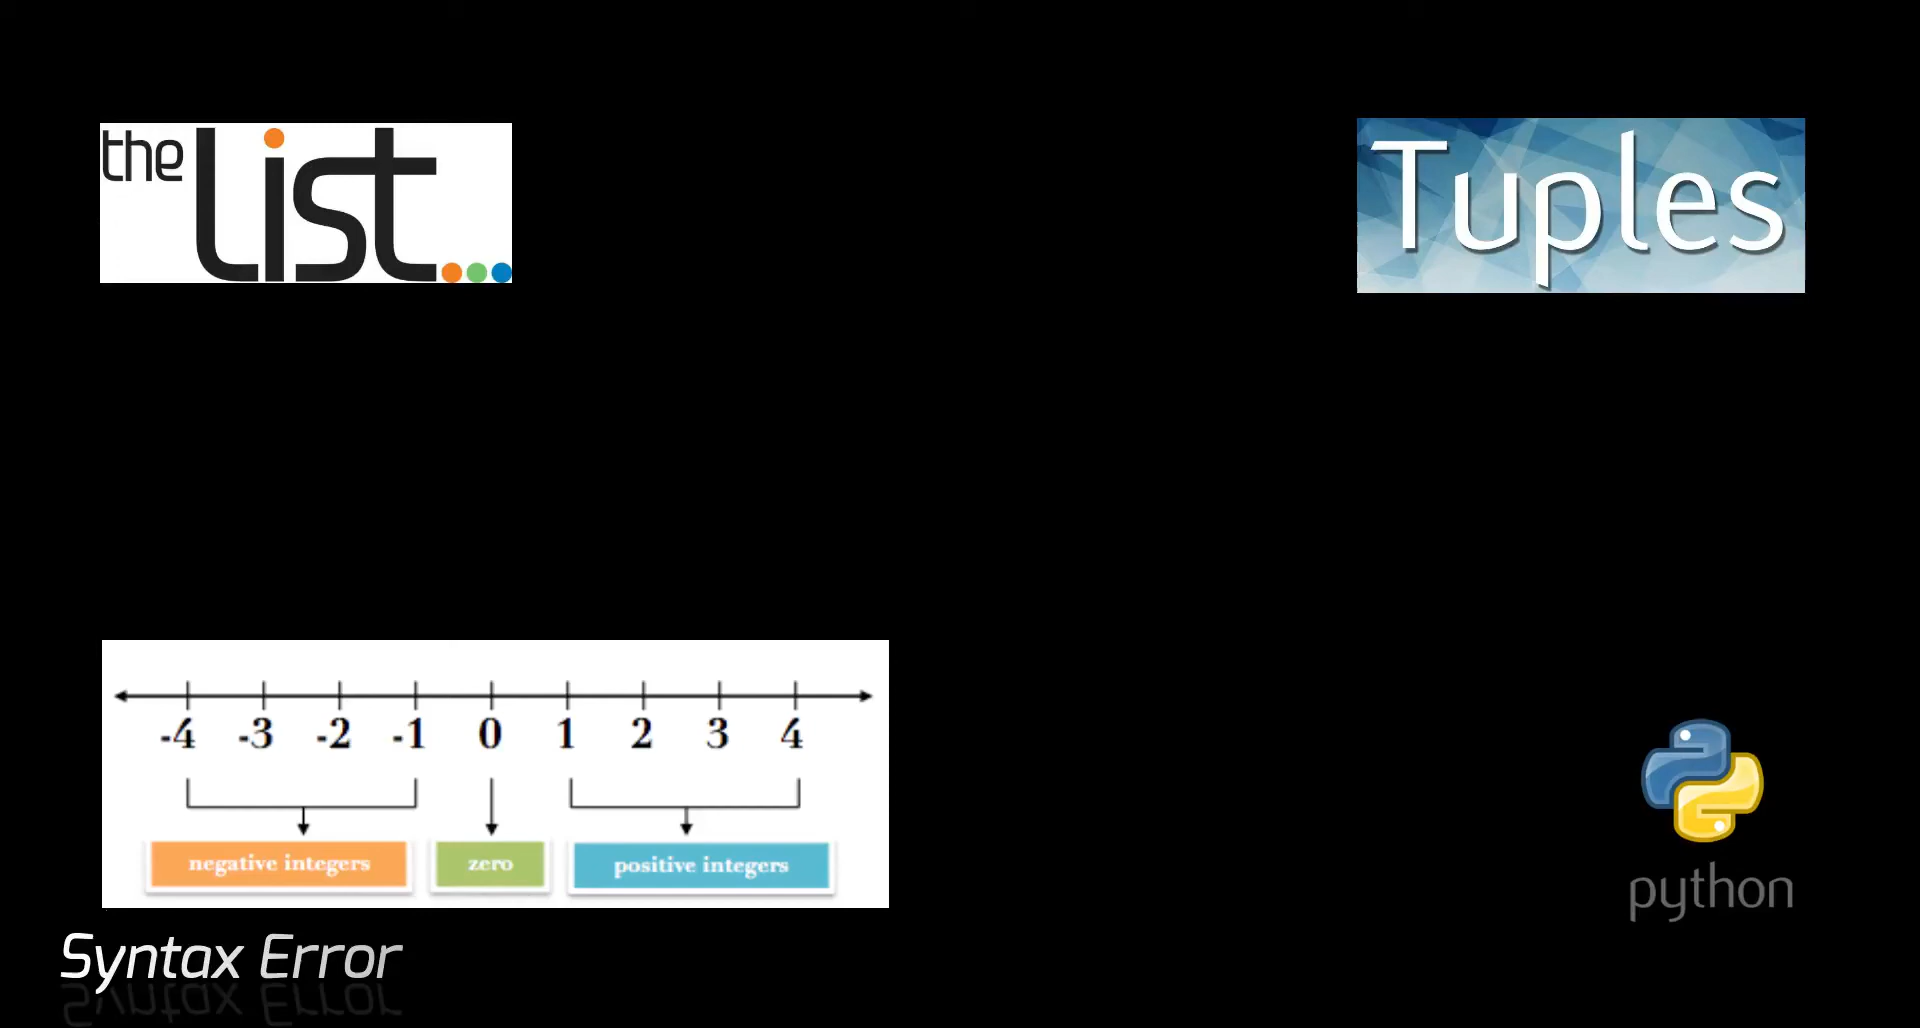 the List...
Tuples
-4 -3 -2 -1 0 1 2 3 4
negative integers zero positive integers
python
Syntax Error